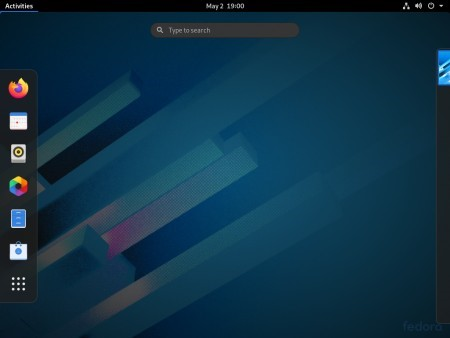 Activities
May 2 19:00
Type to search
fedora